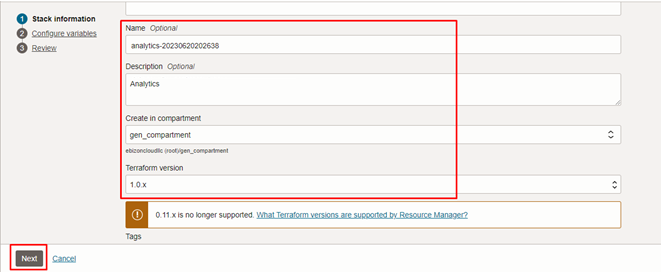 1 Stack information
2 Configure variables
3 Review
Name Optional
analytics-20230620202638
Description Optional
Analytics
Create in compartment
gen_compartment
ebizoncloudllc (root)/gen_compartment
Terraform version
1.0.x
0.11.x is no longer supported. What Terraform versions are supported by Resource Manager?
Tags
Next Cancel